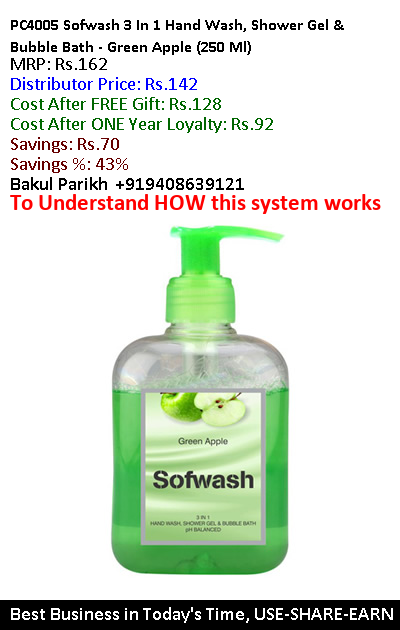 PC4005 Sofwash 3 In 1 Hand Wash, Shower Gel &
Bubble Bath - Green Apple (250 Ml)
MRP: Rs.162
Distributor Price: Rs.142
Cost After FREE Gift: Rs.128
Cost After ONE Year Loyalty: Rs.92
Savings: Rs.70
Savings %: 43%
Bakul Parikh +919408639121
To Understand HOW this system works
Green Apple
Sofwash
3 IN 1
HAND WASH, SHOWER GEL & BUBBLE BATH
pH BALANCED
Best Business in Today's Time, USE-SHARE-EARN